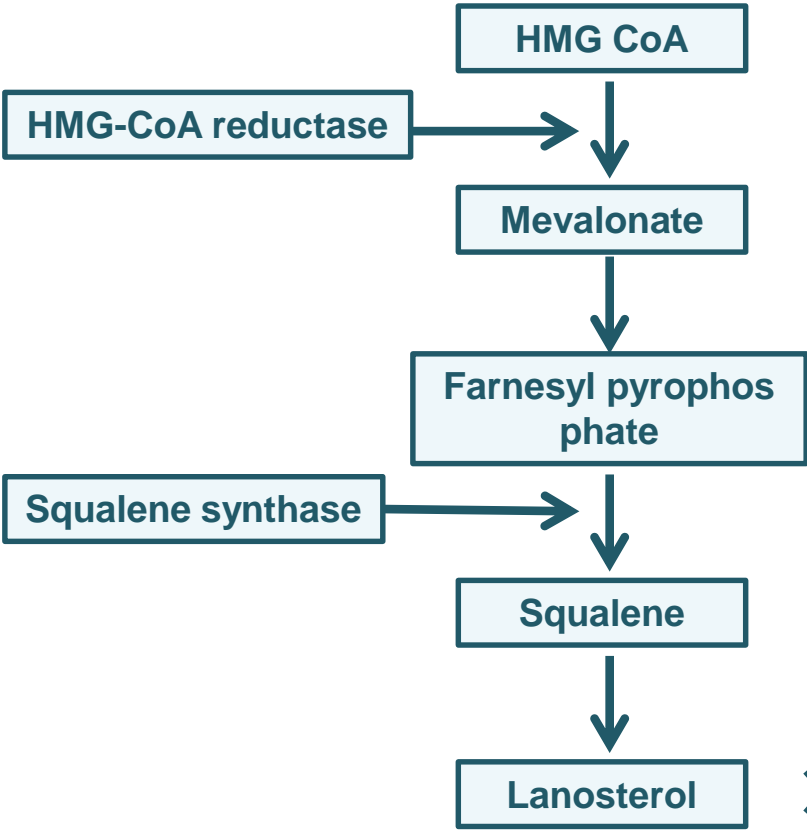 HMG CoA
HMG-CoA reductase
Mevalonate
Farnesyl pyrophos
phate
Squalene synthase
Squalene
Lanosterol